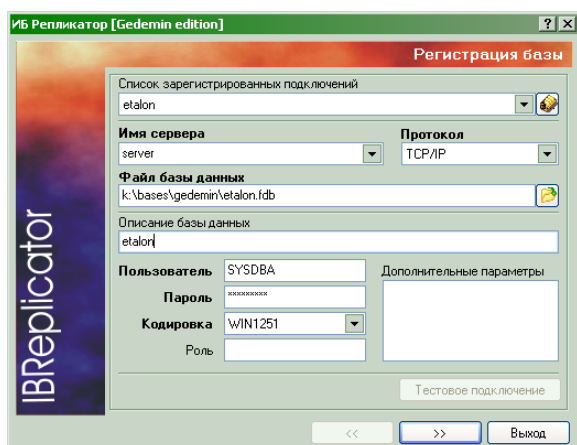 ИБ Репликатор [Gedemin edition]
Регистрация базы
Список зарегистрированных подключений
etalon
Имя сервера
Протокол
server
TCP/IP
Файл базы данных
k:\bases\gedemin\etalon.fdb
Описание базы данных
etalon
Пользователь
SYSDBA
Дополнительные параметры
Пароль
*********
Кодировка
WIN1251
Роль
Тестовое подключение
IBReplicator
<<
>>
Выход